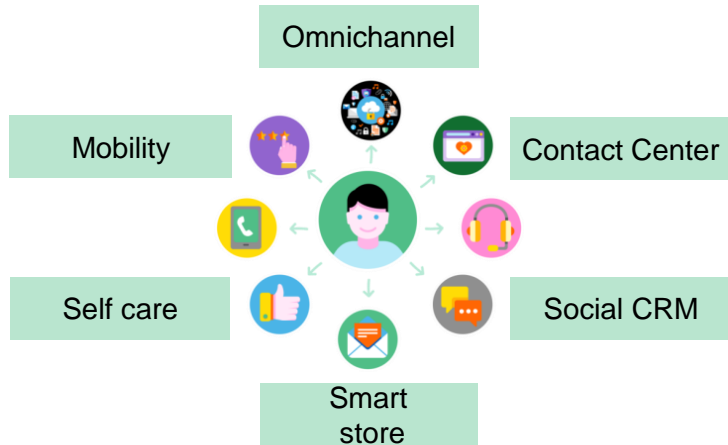 Omnichannel
Mobility
Contact Center
Self care
Social CRM
Smart
store